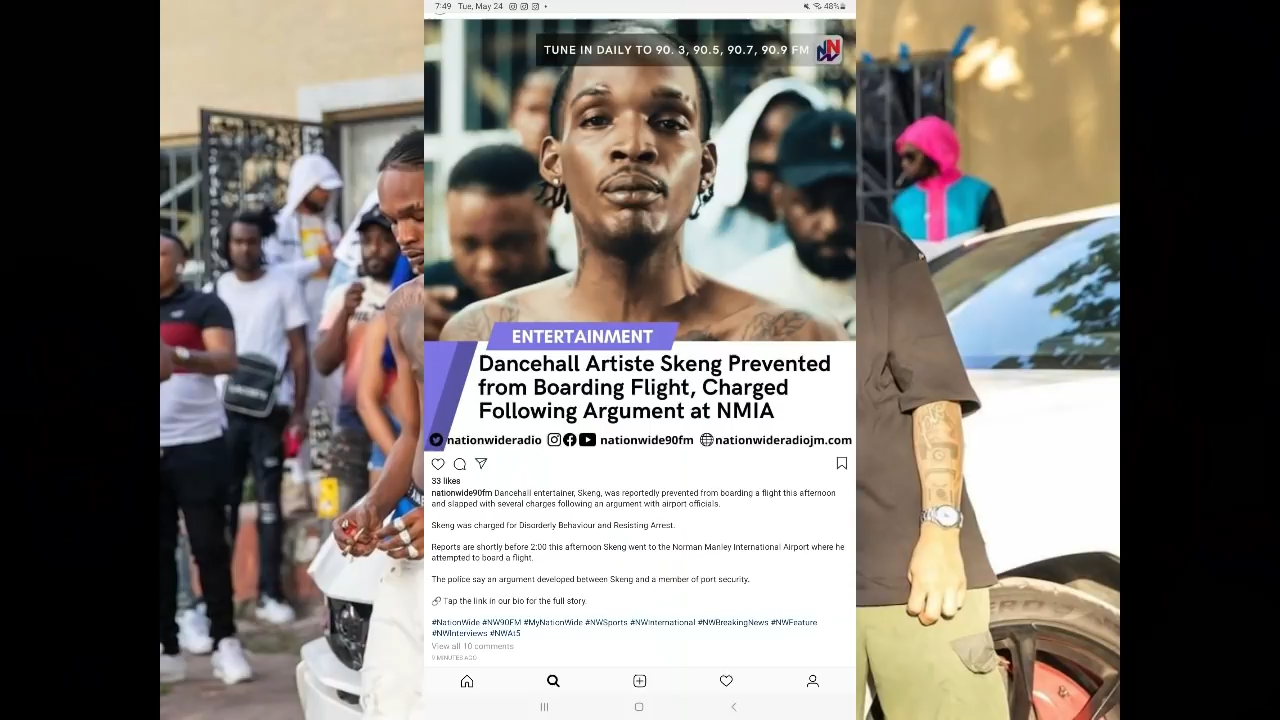 7:49 Tue, May 24
48%
TUNE IN DAILY TO 90. 3, 90.5, 90.7, 90.9 FM
ENTERTAINMENT
Dancehall Artiste Skeng Prevented
from Boarding Flight, Charged
Following Argument at NMIA
nationwideradio nationwide90fm nationwideradiojm.com
33 likes
nationwide90fm Dancehall entertainer, Skeng, was reportedly prevented from boarding a flight this afternoon
and slapped with several charges following an argument with airport officials.
Skeng was charged for Disorderly Behaviour and Resisting Arrest.
Reports are shortly before 2:00 this afternoon Skeng went to the Norman Manley International Airport where he
attempted to board a flight.
The police say an argument developed between Skeng and a member of port security.
🔗 Tap the link in our bio for the full story.
#NationWide #NW90FM #MyNationWide #NWSports #NWinternational #NWBreakingNews #NWFeature
#NWInterviews #NWAt5
View all 10 comments
9 MINUTES AGO